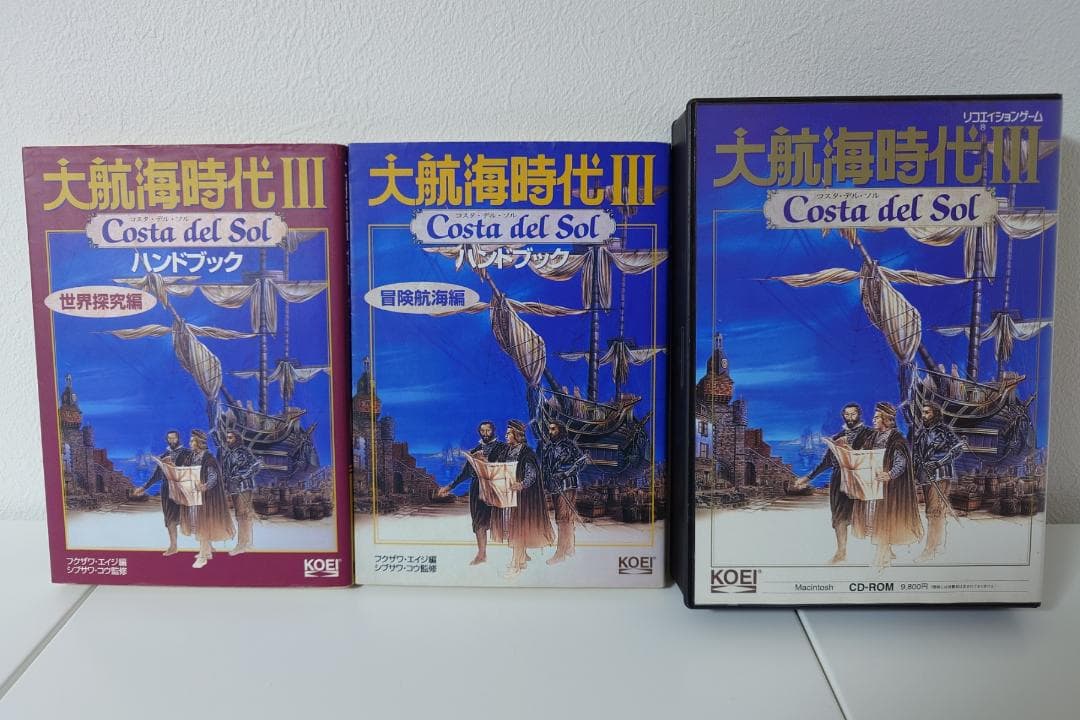 大航海時代III
コスタ・デル・ソル
Costa del Sol
ハンドブック
世界探究編
フクザワ・エイジ編
シブサワ・コウ監修
KOEI
大航海時代III
コスタ・デル・ソル
Costa del Sol
ハンドブック
冒険航海編
フクザワ・エイジ編
シブサワ・コウ監修
KOEI
リコエイションゲーム
8
大航海時代III
コスタ・デル・ソル
Costa del Sol
KOEI
Macintosh CD-ROM 9,800円